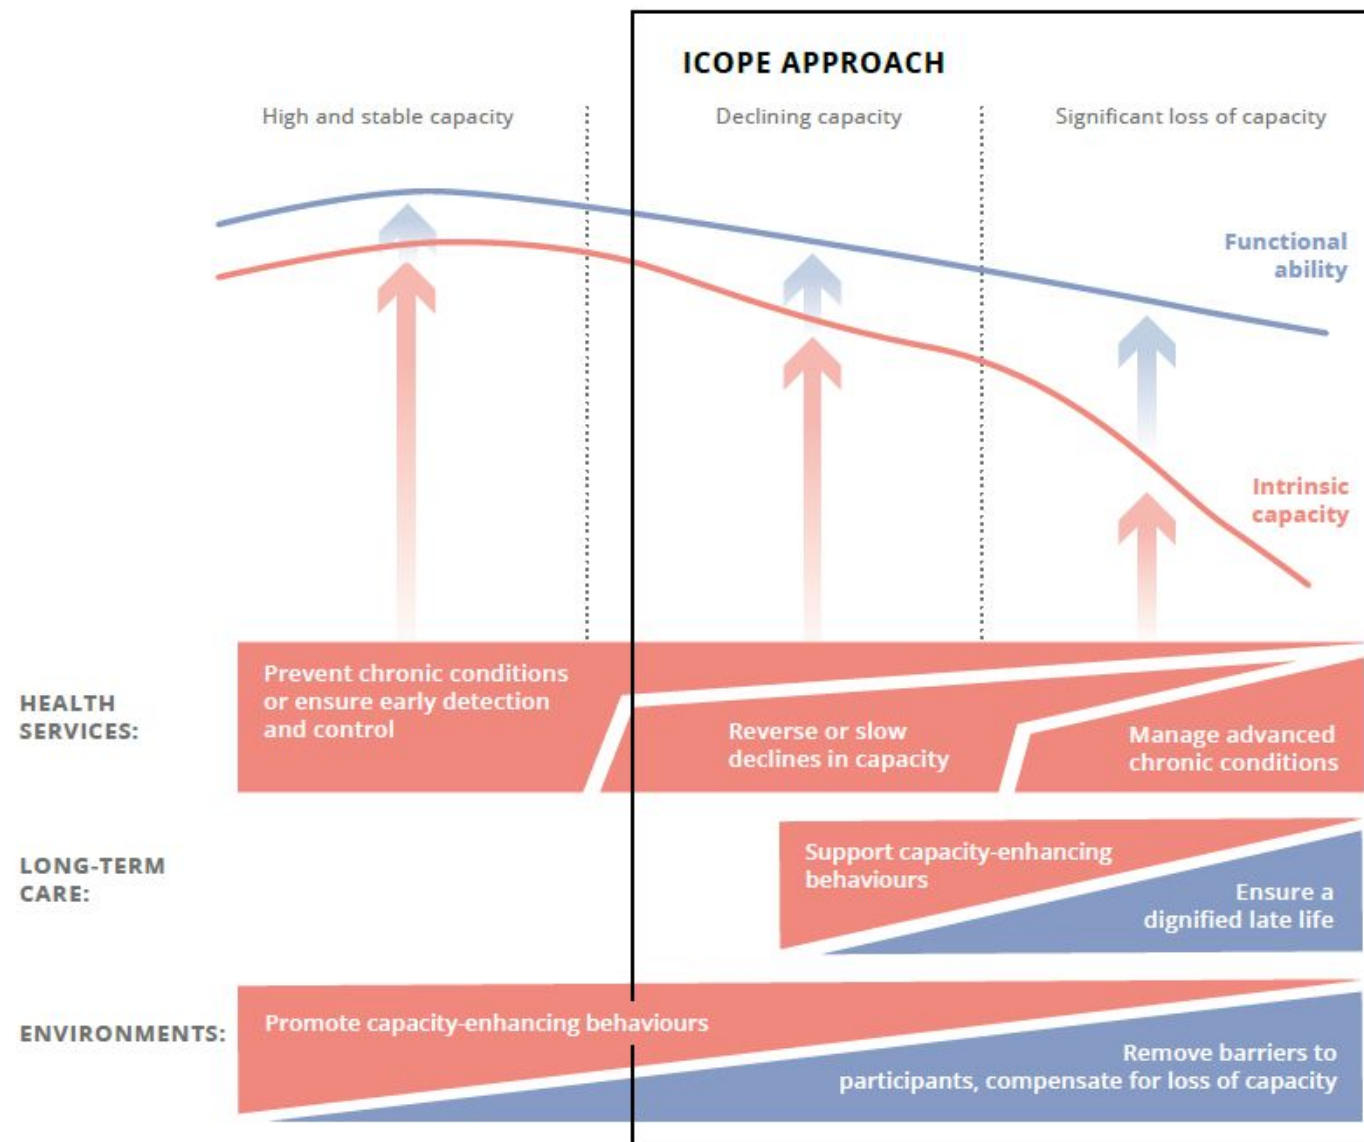 ICOPE APPROACH
High and stable capacity
Declining capacity
Significant loss of capacity
Functional
ability
Intrinsic
capacity
HEALTH
SERVICES:
Prevent chronic conditions
or ensure early detection
and control
Reverse or slow
declines in capacity
Manage advanced
chronic conditions
LONG-TERM
CARE:
Support capacity-enhancing
behaviours
Ensure a
dignified late life
ENVIRONMENTS:
Promote capacity-enhancing behaviours
Remove barriers to
participants, compensate for loss of capacity